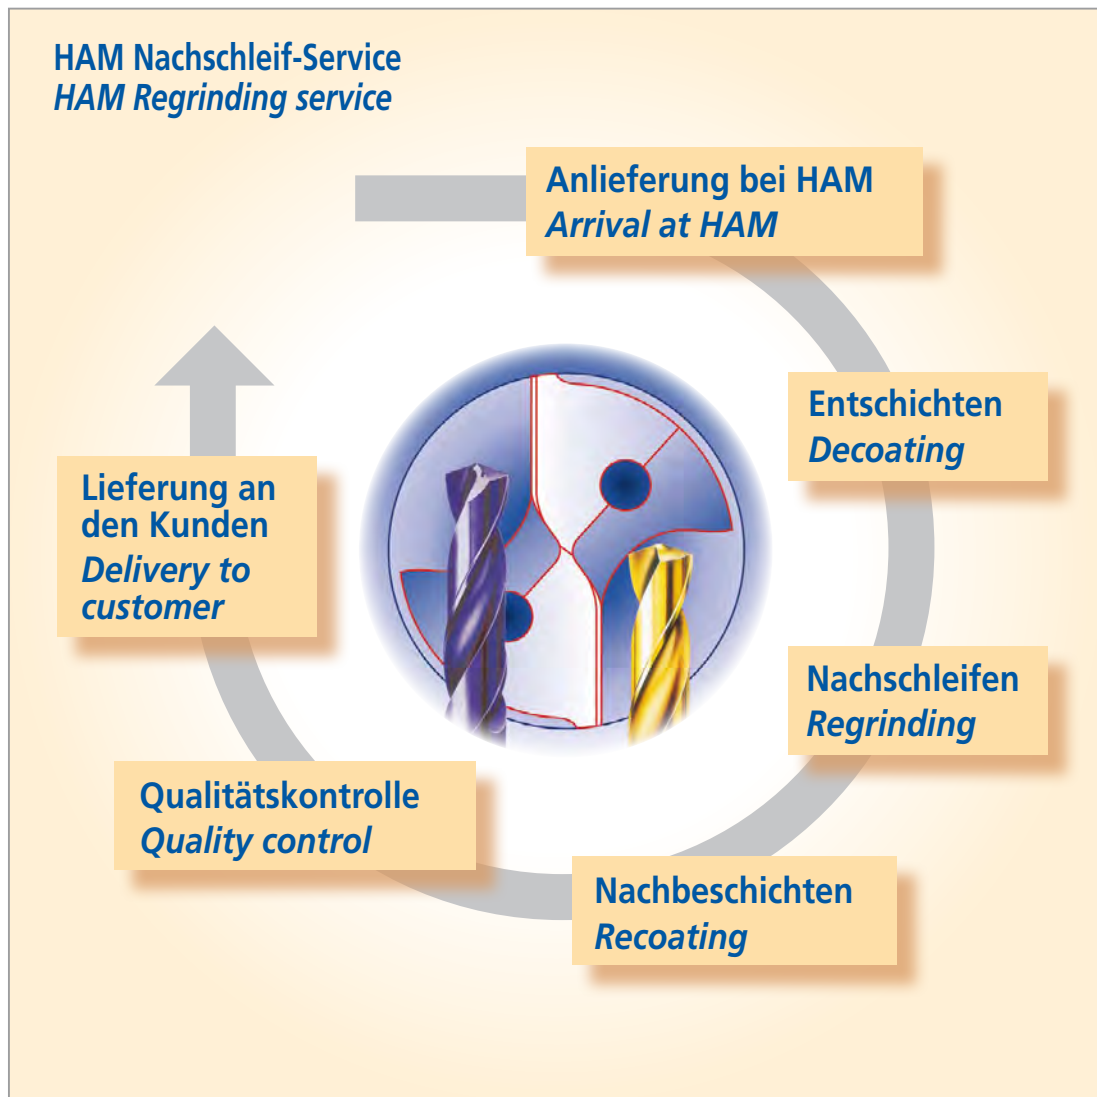 HAM Nachschleif-Service
HAM Regrinding service
Anlieferung bei HAM
Arrival at HAM
Entschichten
Decoating
Nachschleifen
Regrinding
Nachbeschichten
Recoating
Qualitätskontrolle
Quality control
Lieferung an
den Kunden
Delivery to
customer